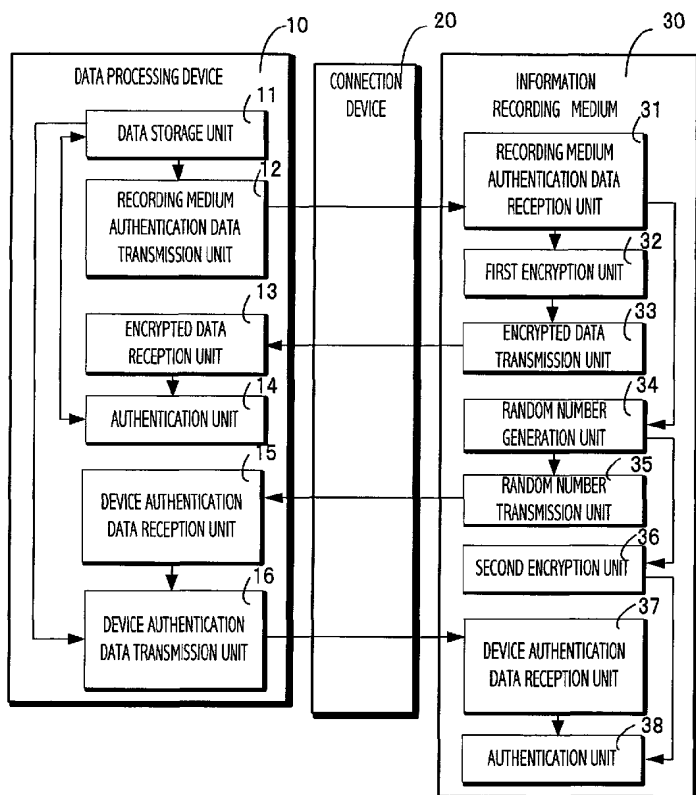 10
DATA PROCESSING DEVICE
11
DATA STORAGE UNIT
12
RECORDING MEDIUM
AUTHENTICATION DATA
TRANSMISSION UNIT
13
ENCRYPTED DATA
RECEPTION UNIT
14
AUTHENTICATION UNIT
15
DEVICE AUTHENTICATION
DATA RECEPTION UNIT
16
DEVICE AUTHENTICATION
DATA TRANSMISSION UNIT
20
CONNECTION
DEVICE
30
INFORMATION
RECORDING MEDIUM
31
RECORDING MEDIUM
AUTHENTICATION DATA
RECEPTION UNIT
32
FIRST ENCRYPTION UNIT
33
ENCRYPTED DATA
TRANSMISSION UNIT
34
RANDOM NUMBER
GENERATION UNIT
35
RANDOM NUMBER
TRANSMISSION UNIT
36
SECOND ENCRYPTION UNIT
37
DEVICE AUTHENTICATION
DATA RECEPTION UNIT
38
AUTHENTICATION UNIT